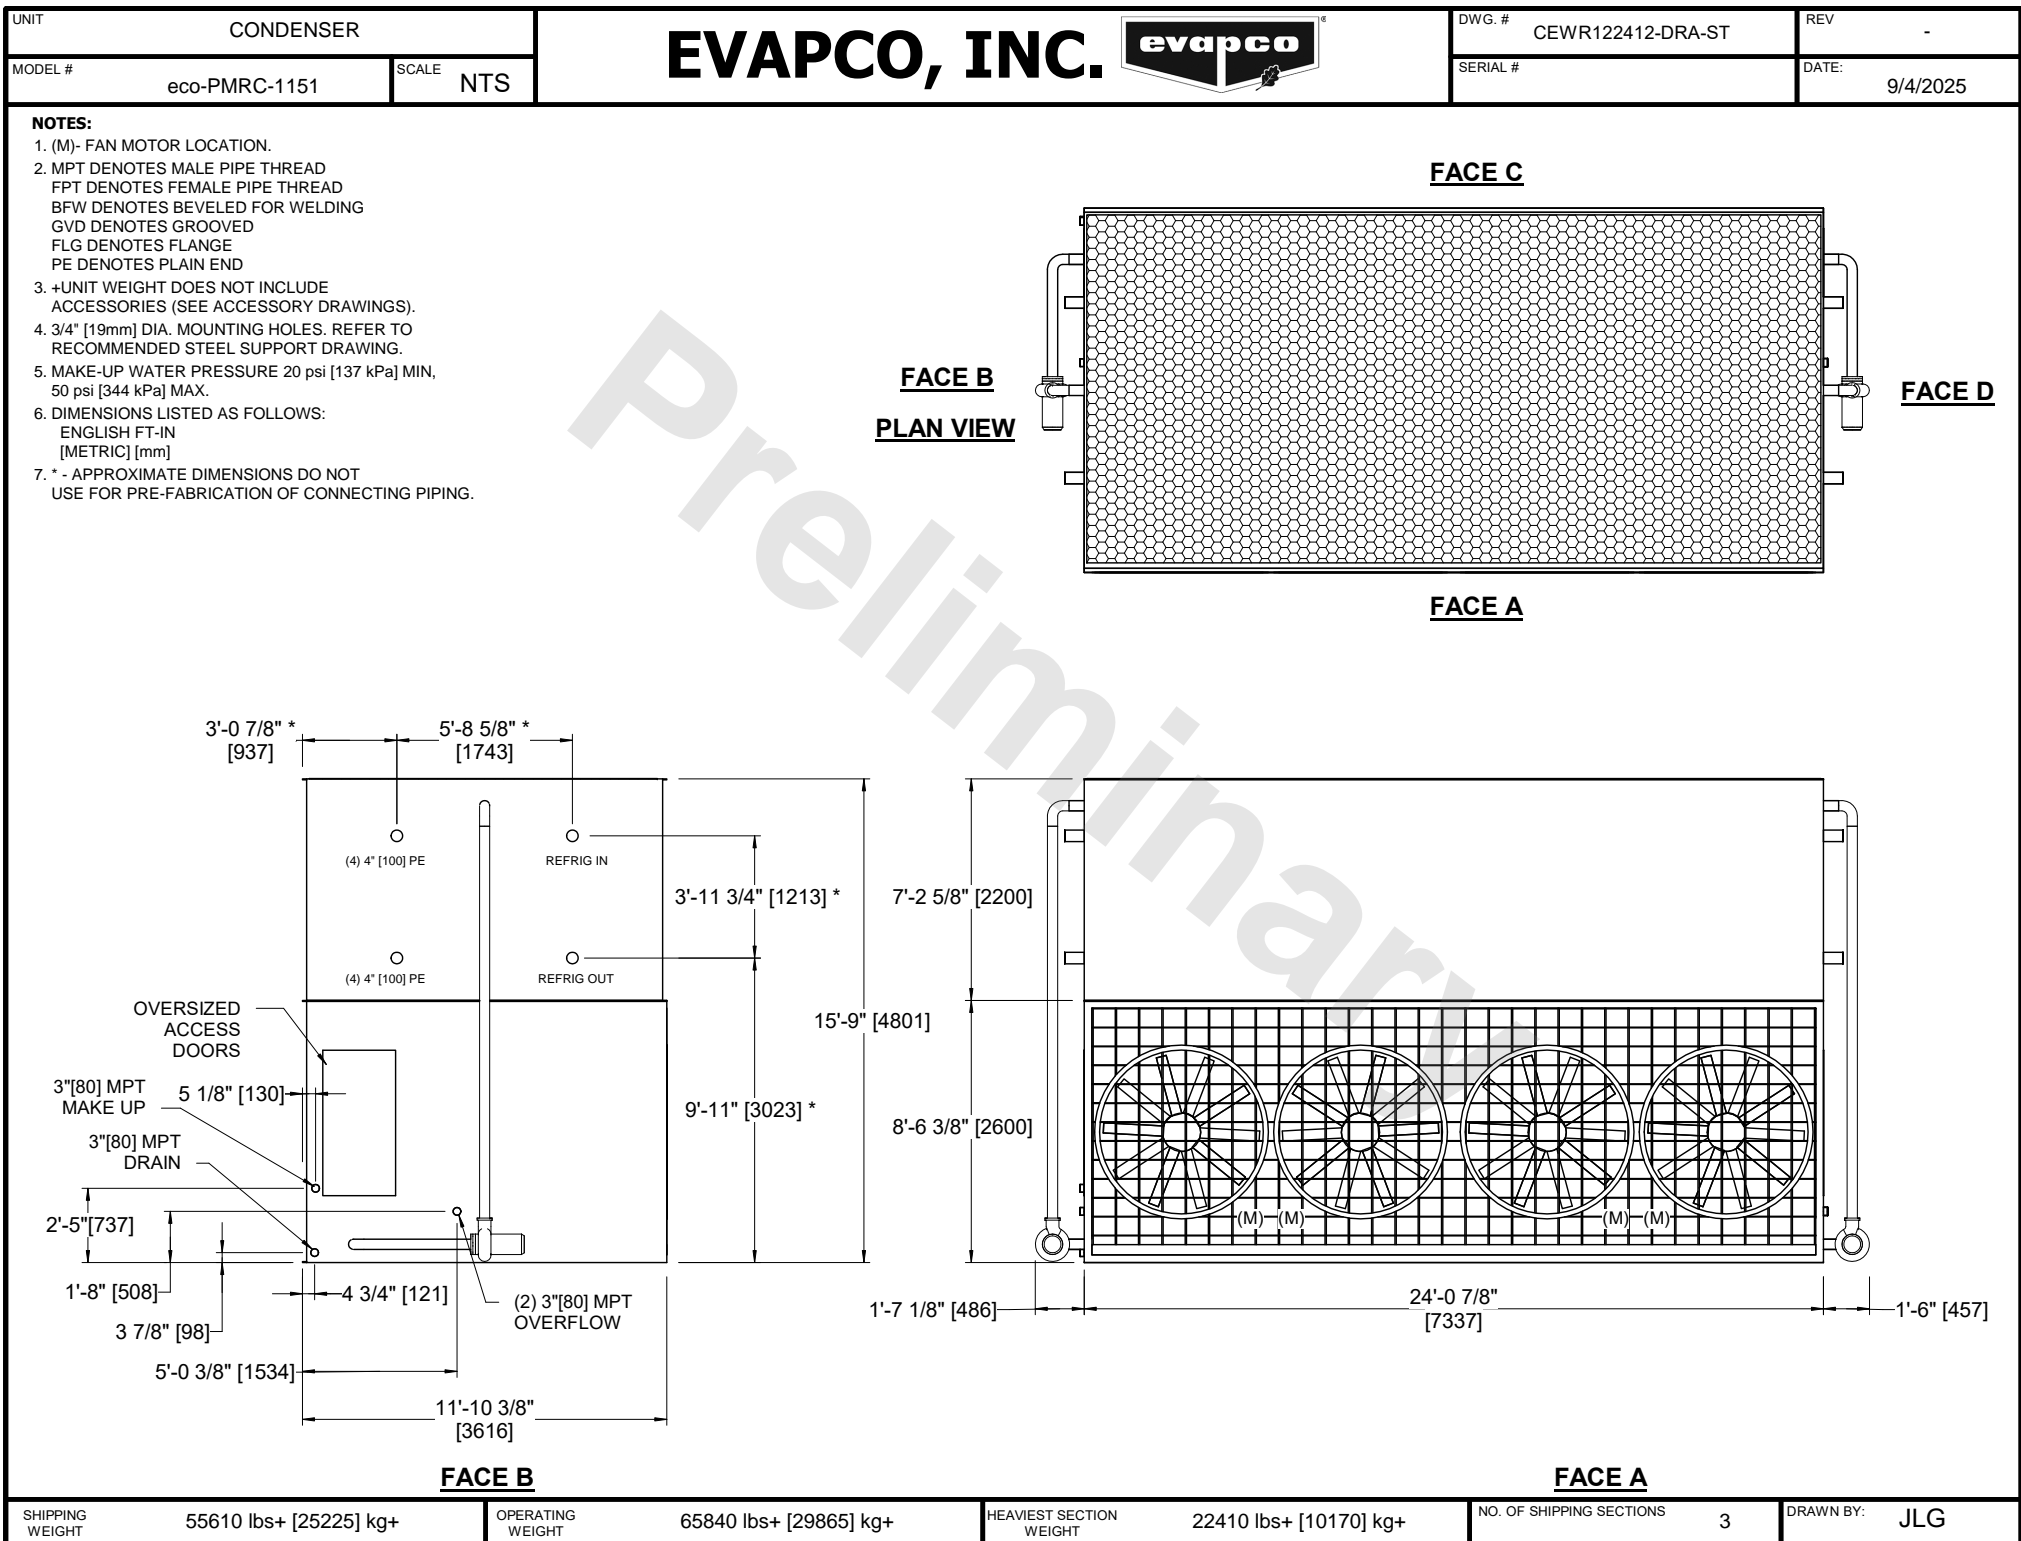 UNIT
CONDENSER
MODEL #
eco-PMRC-1151
SCALE
NTS
EVAPCO, INC.
evapco
®
DWG. #
CEWR122412-DRA-ST
REV
-
SERIAL #
DATE:
9/4/2025
NOTES:
1. (M)- FAN MOTOR LOCATION.
2. MPT DENOTES MALE PIPE THREAD
FPT DENOTES FEMALE PIPE THREAD
BFW DENOTES BEVELED FOR WELDING
GVD DENOTES GROOVED
FLG DENOTES FLANGE
PE DENOTES PLAIN END
3. +UNIT WEIGHT DOES NOT INCLUDE
ACCESSORIES (SEE ACCESSORY DRAWINGS).
4. 3/4" [19mm] DIA. MOUNTING HOLES. REFER TO
RECOMMENDED STEEL SUPPORT DRAWING.
5. MAKE-UP WATER PRESSURE 20 psi [137 kPa] MIN,
50 psi [344 kPa] MAX.
6. DIMENSIONS LISTED AS FOLLOWS:
ENGLISH FT-IN
[METRIC] [mm]
7. * - APPROXIMATE DIMENSIONS DO NOT
USE FOR PRE-FABRICATION OF CONNECTING PIPING.
Preliminary
FACE C
FACE B
PLAN VIEW
FACE D
FACE A
3'-0 7/8" *
[937]
5'-8 5/8" *
[1743]
(4) 4" [100] PE
REFRIG IN
3'-11 3/4" [1213] *
(4) 4" [100] PE
REFRIG OUT
15'-9" [4801]
9'-11" [3023] *
OVERSIZED
ACCESS
DOORS
3"[80] MPT
MAKE UP
5 1/8" [130]
3"[80] MPT
DRAIN
2'-5"[737]
1'-8" [508]
3 7/8" [98]
4 3/4" [121]
(2) 3"[80] MPT
OVERFLOW
5'-0 3/8" [1534]
11'-10 3/8"
[3616]
FACE B
7'-2 5/8" [2200]
8'-6 3/8" [2600]
(M)
(M)
(M)
(M)
1'-7 1/8" [486]
24'-0 7/8"
[7337]
1'-6" [457]
FACE A
SHIPPING
WEIGHT
55610 lbs+ [25225] kg+
OPERATING
WEIGHT
65840 lbs+ [29865] kg+
HEAVIEST SECTION
WEIGHT
22410 lbs+ [10170] kg+
NO. OF SHIPPING SECTIONS
3
DRAWN BY:
JLG